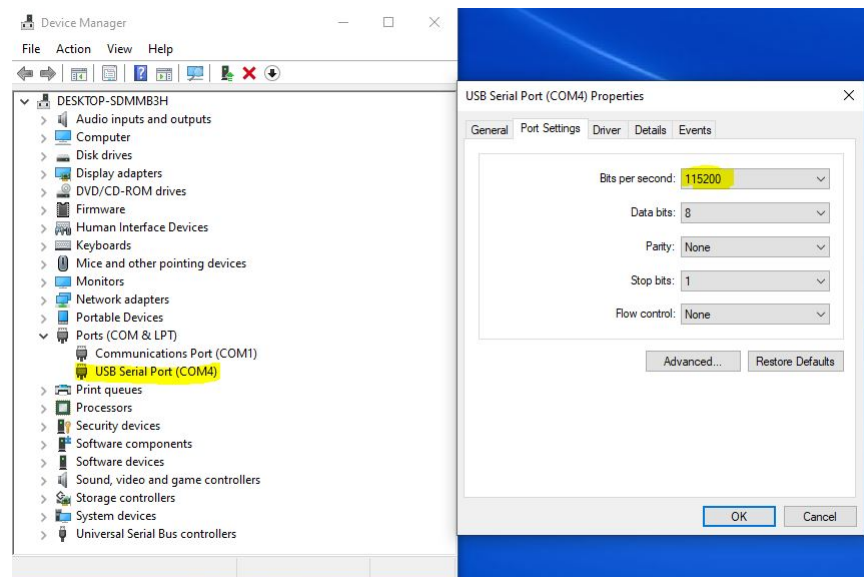 Device Manager
File Action View Help
DESKTOP-SDMMB3H
Audio inputs and outputs
Computer
Disk drives
Display adapters
DVD/CD-ROM drives
Firmware
Human Interface Devices
Keyboards
Mice and other pointing devices
Monitors
Network adapters
Portable Devices
Ports (COM & LPT)
Communications Port (COM1)
USB Serial Port (COM4)
Print queues
Processors
Security devices
Software components
Software devices
Sound, video and game controllers
Storage controllers
System devices
Universal Serial Bus controllers
USB Serial Port (COM4) Properties
General Port Settings Driver Details Events
Bits per second: 115200
Data bits: 8
Parity: None
Stop bits: 1
Flow control: None
Advanced... Restore Defaults
OK Cancel